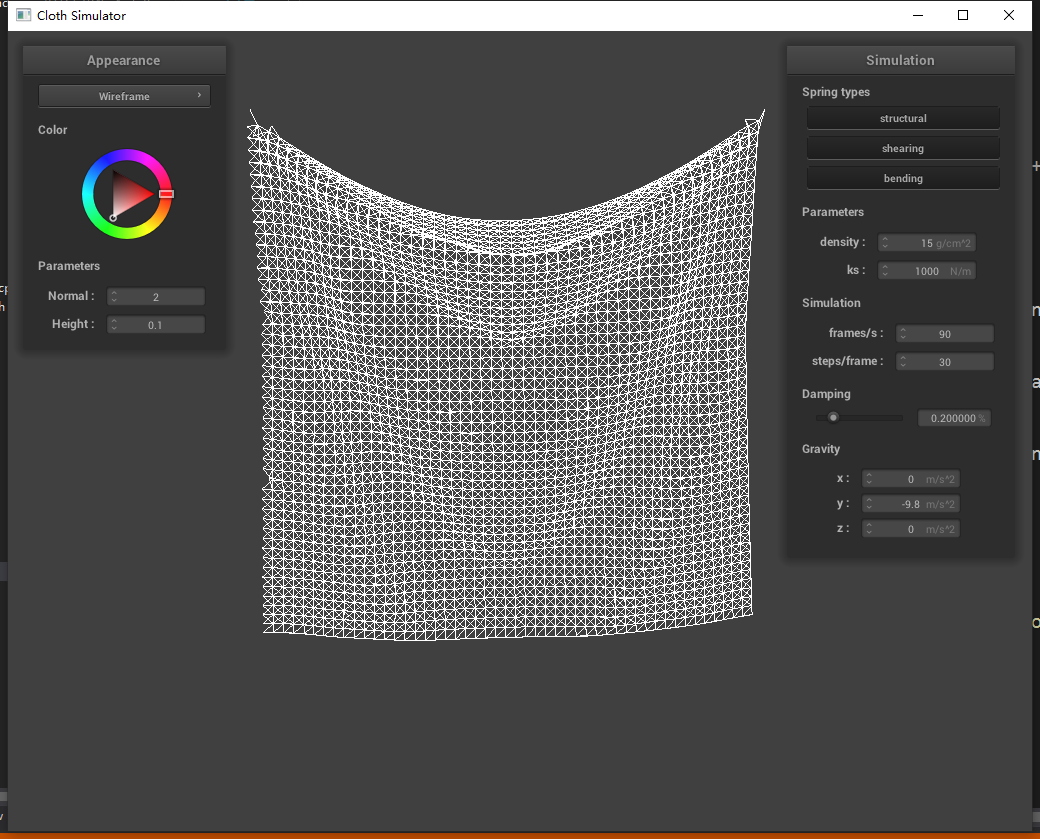 Cloth Simulator
Appearance
Wireframe
Color
Parameters
Normal : 2
Height : 0.1
Simulation
Spring types
structural
shearing
bending
Parameters
density : 15 g/cm^2
ks : 1000 N/m
Simulation
frames/s : 90
steps/frame : 30
Damping
0.200000 %
Gravity
x : 0 m/s^2
y : -9.8 m/s^2
z : 0 m/s^2